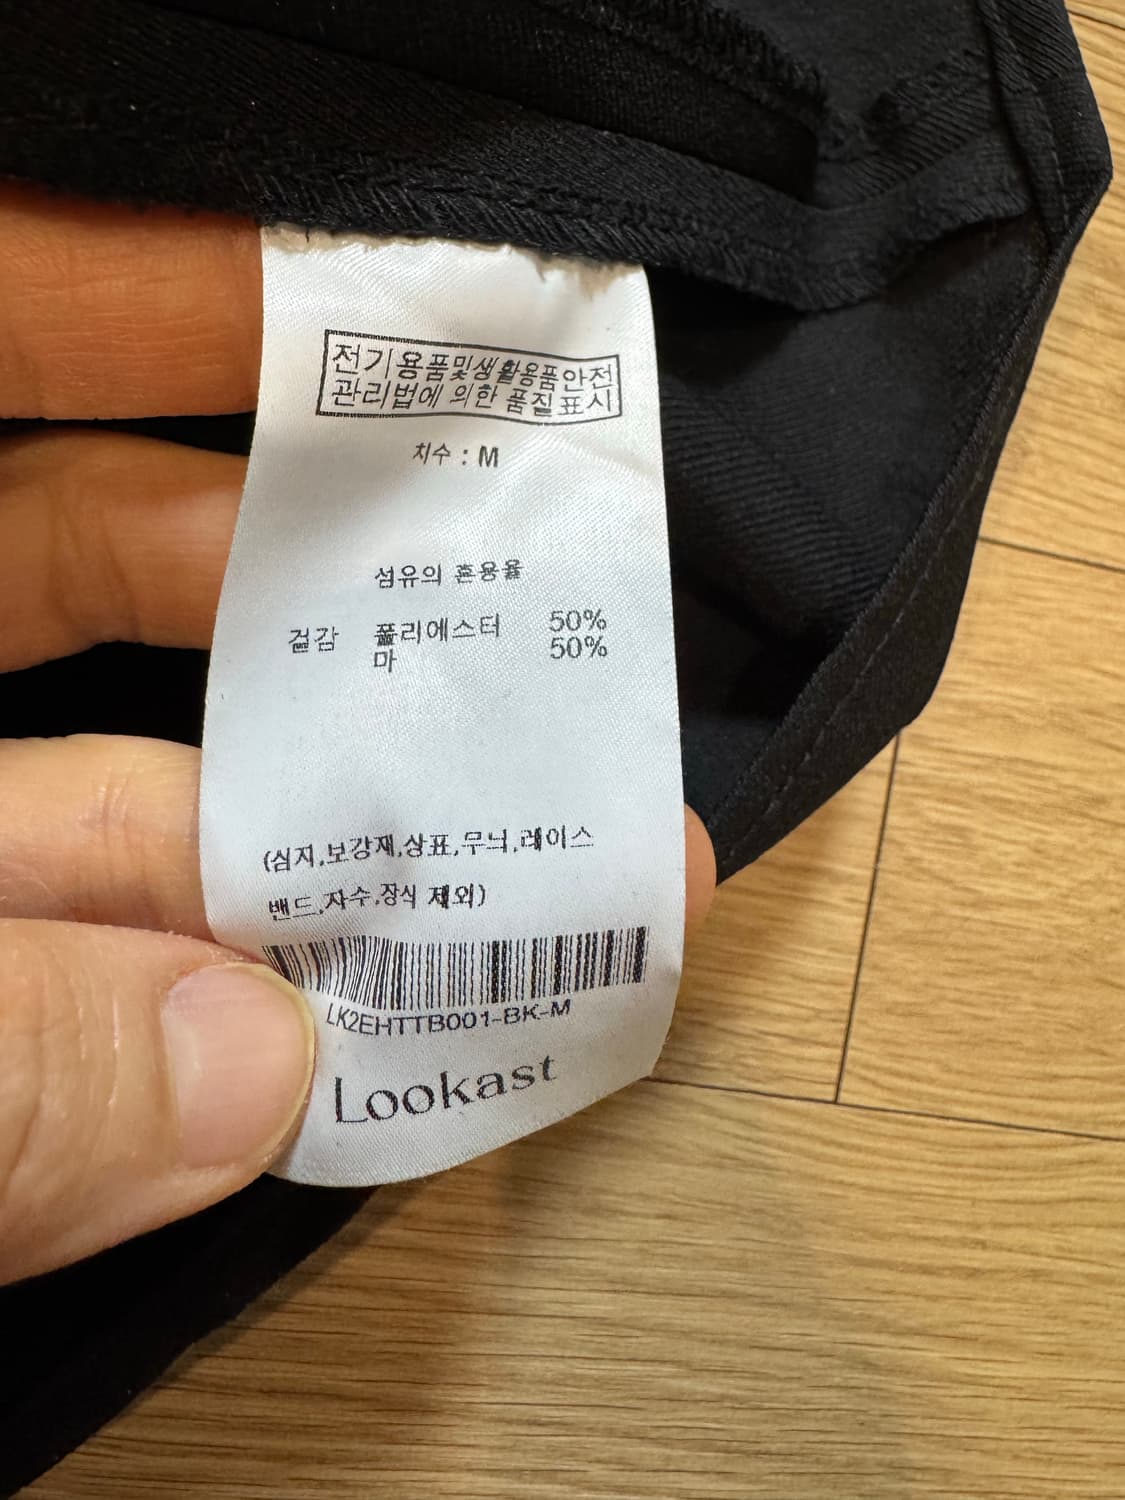 전기용품및생활용품안전
관리법에 의한 품질표시
치수 : M
섬유의 혼용율
겉감 폴리에스터 50%
마 50%
(심지,보강재,상표,무늬,레이스
밴드,자수,장식 제외)
LK2EHTTB001-BK-M
Lookast